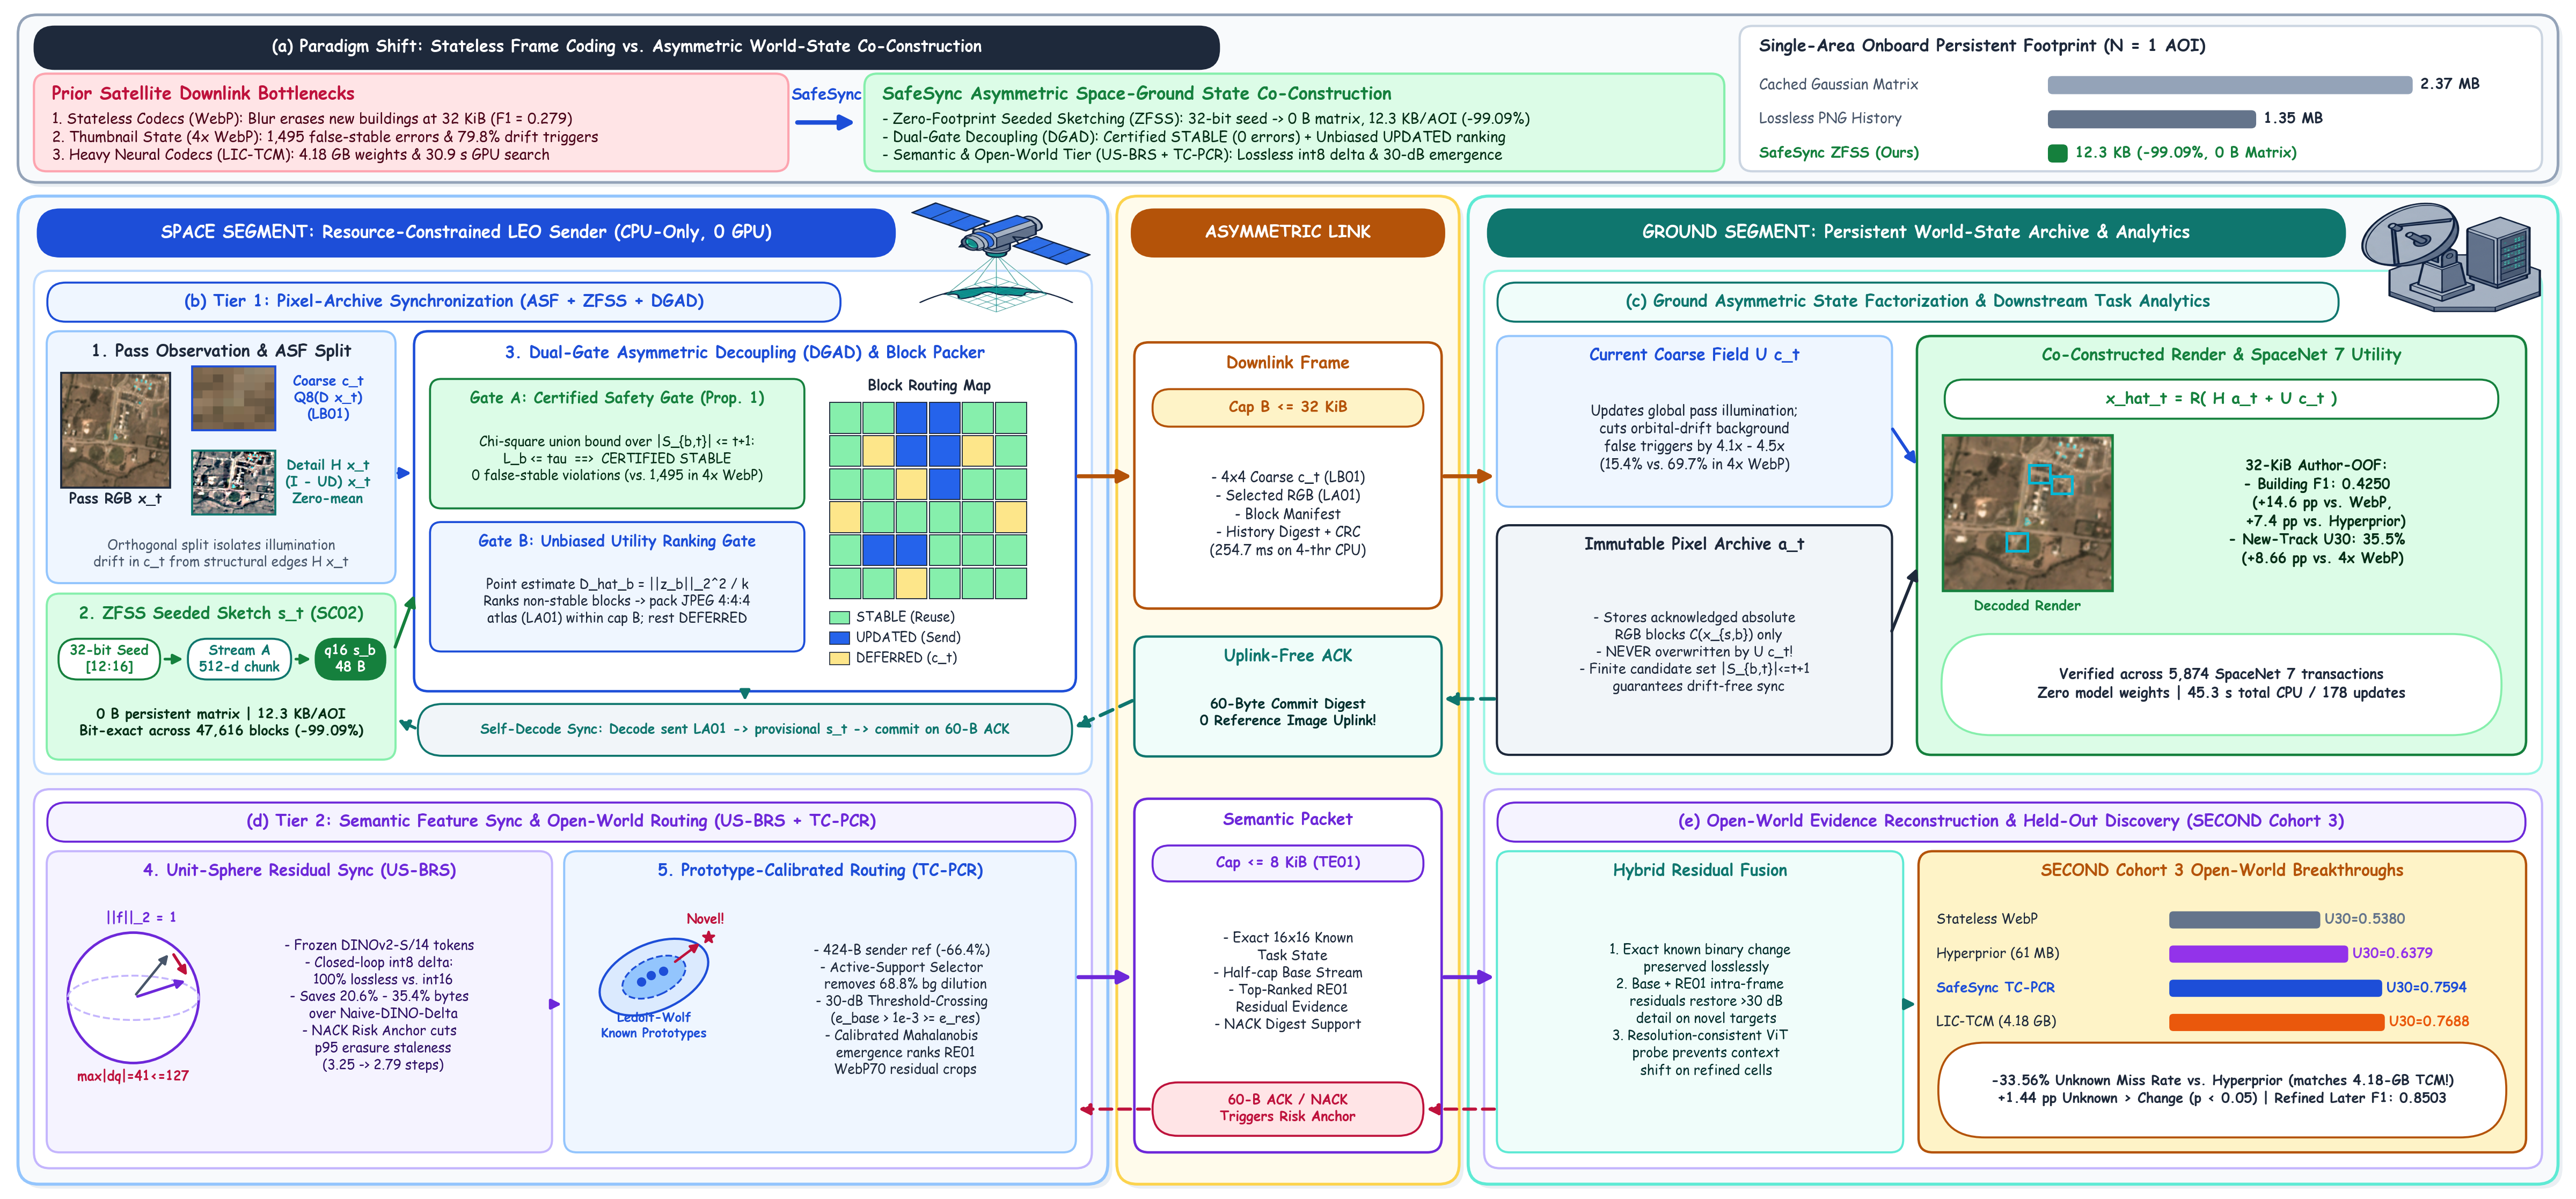 (a) Paradigm Shift: Stateless Frame Coding vs. Asymmetric World-State Co-Construction
Prior Satellite Downlink Bottlenecks
1. Stateless Codecs (WebP): Blur erases new buildings at 32 KiB (F1 = 0.279)
2. Thumbnail State (4x WebP): 1,495 false-stable errors & 79.8% drift triggers
3. Heavy Neural Codecs (LIC-TCM): 4.18 GB weights & 30.9 s GPU search
SafeSync
SafeSync Asymmetric Space-Ground State Co-Construction
- Zero-Footprint Seeded Sketching (ZFSS): 32-bit seed -> 0 B matrix, 12.3 KB/AOI (-99.09%)
- Dual-Gate Decoupling (DGAD): Certified STABLE (0 errors) + Unbiased UPDATED ranking
- Semantic & Open-World Tier (US-BRS + TC-PCR): Lossless int8 delta & 30-dB emergence
Single-Area Onboard Persistent Footprint (N = 1 AOI)
Cached Gaussian Matrix
2.37 MB
Lossless PNG History
1.35 MB
SafeSync ZFSS (Ours)
12.3 KB (-99.09%, 0 B Matrix)
SPACE SEGMENT: Resource-Constrained LEO Sender (CPU-Only, 0 GPU)
(b) Tier 1: Pixel-Archive Synchronization (ASF + ZFSS + DGAD)
1. Pass Observation & ASF Split
Pass RGB x_t
Coarse c_t
Q8(D x_t)
(LB01)
Detail H x_t
(I - UD) x_t
Zero-mean
Orthogonal split isolates illumination
drift in c_t from structural edges H x_t
2. ZFSS Seeded Sketch s_t (SC02)
32-bit Seed
[12:16]
Stream A
512-d chunk
q16 s_b
48 B
0 B persistent matrix | 12.3 KB/AOI
Bit-exact across 47,616 blocks (-99.09%)
3. Dual-Gate Asymmetric Decoupling (DGAD) & Block Packer
Gate A: Certified Safety Gate (Prop. 1)
Chi-square union bound over |S_{b,t}| <= t+1:
L_b <= tau ==> CERTIFIED STABLE
0 false-stable violations (vs. 1,495 in 4x WebP)
Gate B: Unbiased Utility Ranking Gate
Point estimate D_hat_b = ||z_b||_2^2 / k
Ranks non-stable blocks -> pack JPEG 4:4:4
atlas (LA01) within cap B; rest DEFERRED
Block Routing Map
STABLE (Reuse)
UPDATED (Send)
DEFERRED (c_t)
Self-Decode Sync: Decode sent LA01 -> provisional s_t -> commit on 60-B ACK
ASYMMETRIC LINK
Downlink Frame
Cap B <= 32 KiB
- 4x4 Coarse c_t (LB01)
- Selected RGB (LA01)
- Block Manifest
- History Digest + CRC
(254.7 ms on 4-thr CPU)
Uplink-Free ACK
60-Byte Commit Digest
0 Reference Image Uplink!
GROUND SEGMENT: Persistent World-State Archive & Analytics
(c) Ground Asymmetric State Factorization & Downstream Task Analytics
Current Coarse Field U c_t
Updates global pass illumination;
cuts orbital-drift background
false triggers by 4.1x - 4.5x
(15.4% vs. 69.7% in 4x WebP)
Immutable Pixel Archive a_t
- Stores acknowledged absolute
RGB blocks C(x_{s,b}) only
- NEVER overwritten by U c_t!
- Finite candidate set |S_{b,t}|<=t+1
guarantees drift-free sync
Co-Constructed Render & SpaceNet 7 Utility
x_hat_t = R( H a_t + U c_t )
Decoded Render
32-KiB Author-OOF:
- Building F1: 0.4250
(+14.6 pp vs. WebP,
+7.4 pp vs. Hyperprior)
- New-Track U30: 35.5%
(+8.66 pp vs. 4x WebP)
Verified across 5,874 SpaceNet 7 transactions
Zero model weights | 45.3 s total CPU / 178 updates
(d) Tier 2: Semantic Feature Sync & Open-World Routing (US-BRS + TC-PCR)
4. Unit-Sphere Residual Sync (US-BRS)
||f||_2 = 1
max|dq|=41<=127
- Frozen DINOv2-S/14 tokens
- Closed-loop int8 delta:
100% lossless vs. int16
- Saves 20.6% - 35.4% bytes
over Naive-DINO-Delta
- NACK Risk Anchor cuts
p95 erasure staleness
(3.25 -> 2.79 steps)
5. Prototype-Calibrated Routing (TC-PCR)
Novel!
Ledoit-Wolf
Known Prototypes
- 424-B sender ref (-66.4%)
- Active-Support Selector
removes 68.8% bg dilution
- 30-dB Threshold-Crossing
(e_base > 1e-3 >= e_res)
- Calibrated Mahalanobis
emergence ranks RE01
WebP70 residual crops
Semantic Packet
Cap <= 8 KiB (TE01)
- Exact 16x16 Known
Task State
- Half-cap Base Stream
- Top-Ranked RE01
Residual Evidence
- NACK Digest Support
60-B ACK / NACK
Triggers Risk Anchor
(e) Open-World Evidence Reconstruction & Held-Out Discovery (SECOND Cohort 3)
Hybrid Residual Fusion
1. Exact known binary change
preserved losslessly
2. Base + RE01 intra-frame
residuals restore >30 dB
detail on novel targets
3. Resolution-consistent ViT
probe prevents context
shift on refined cells
SECOND Cohort 3 Open-World Breakthroughs
Stateless WebP
U30=0.5380
Hyperprior (61 MB)
U30=0.6379
SafeSync TC-PCR
U30=0.7594
LIC-TCM (4.18 GB)
U30=0.7688
-33.56% Unknown Miss Rate vs. Hyperprior (matches 4.18-GB TCM!)
+1.44 pp Unknown > Change (p < 0.05) | Refined Later F1: 0.8503